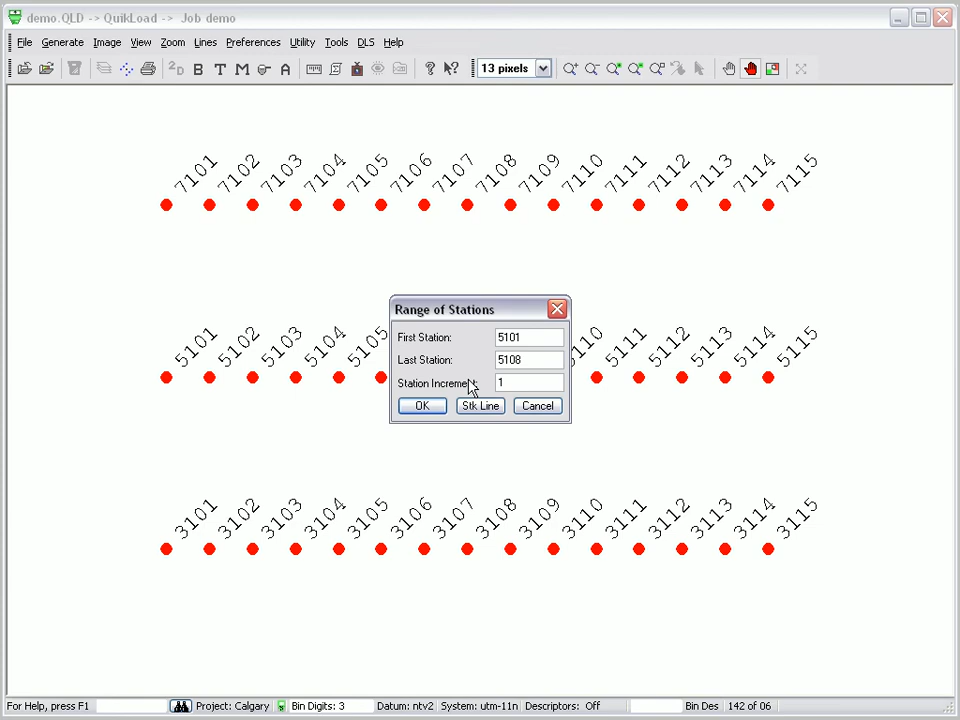 demo.QLD -> QuikLoad -> Job demo
File Generate Image View Zoom Lines Preferences Utility Tools DLS Help
2D B T M A ? ? 13 pixels
7101 7102 7103 7104 7105 7106 7107 7108 7109 7110 7111 7112 7113 7114 7115
Range of Stations
First Station: 5101
Last Station: 5108
Station Increment: 1
OK Stk Line Cancel
5101 5102 5103 5104 5105 5110 5111 5112 5113 5114 5115
3101 3102 3103 3104 3105 3106 3107 3108 3109 3110 3111 3112 3113 3114 3115
For Help, press F1 Project: Calgary Bin Digits: 3 Datum: ntv2 System: utm-11n Descriptors: Off Bin Des 142 of 06